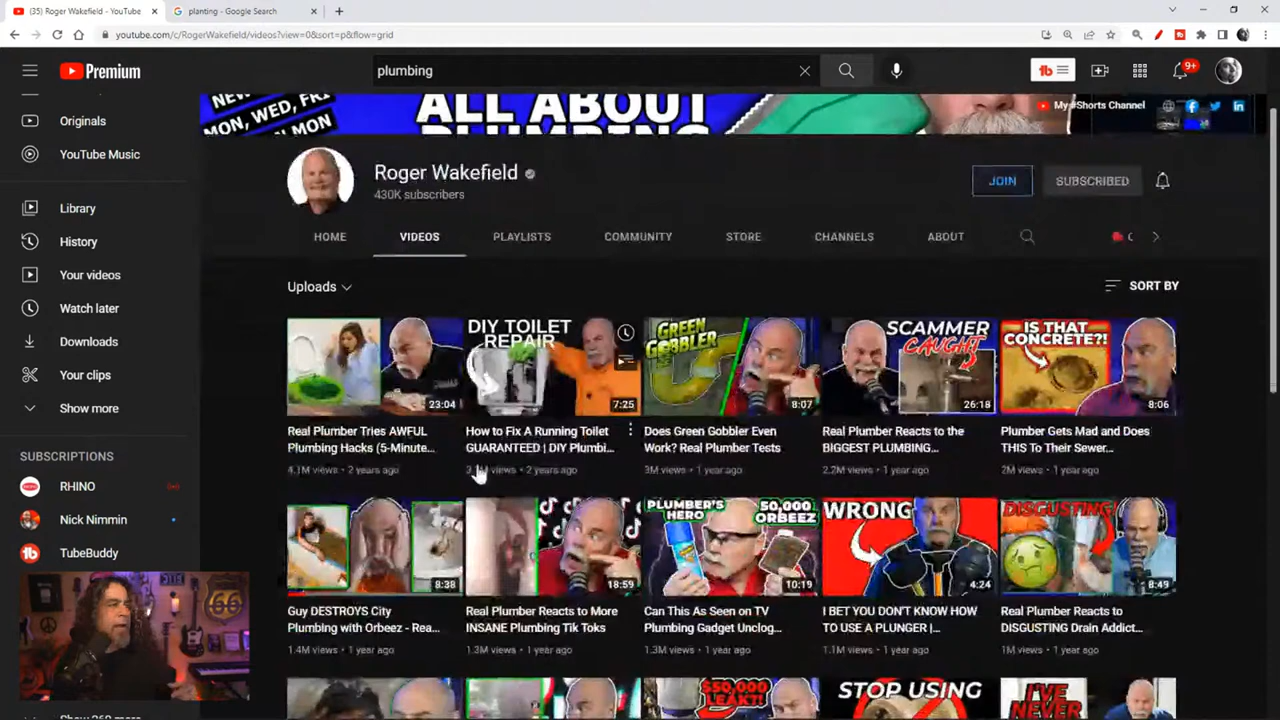 (35) Roger Wakefield - YouTube
planting - Google Search
youtube.com/c/RogerWakefield/videos?view=0&sort=p&flow=grid
Premium
plumbing
9+
Originals
YouTube Music
Library
History
Your videos
Watch later
Downloads
Your clips
Show more
SUBSCRIPTIONS
RHINO
Nick Nimmin
TubeBuddy
MON, WED, FRI
MON
ALL ABOUT
PLUMBING
My #Shorts Channel
Roger Wakefield
430K subscribers
JOIN
SUBSCRIBED
HOME
VIDEOS
PLAYLISTS
COMMUNITY
STORE
CHANNELS
ABOUT
Uploads
SORT BY
23:04
DIY TOILET
REPAIR
7:25
GREEN
GOBBLER
8:07
SCAMMER
CAUGHT
26:18
IS THAT
CONCRETE?!
8:06
Real Plumber Tries AWFUL
Plumbing Hacks (5-Minute...
4.1M views • 2 years ago
How to Fix A Running Toilet
GUARANTEED | DIY Plumbi...
views • 2 years ago
Does Green Gobbler Even
Work? Real Plumber Tests
3M views • 1 year ago
Real Plumber Reacts to the
BIGGEST PLUMBING...
2.2M views • 1 year ago
Plumber Gets Mad and Does
THIS To Their Sewer...
2M views • 1 year ago
8:38
18:59
PLUMBER'S
HERO
50,000
ORBEEZ
10:19
WRONG
4:24
DISGUSTING
8:49
Guy DESTROYS City
Plumbing with Orbeez - Rea...
1.4M views • 1 year ago
Real Plumber Reacts to More
INSANE Plumbing Tik Toks
1.3M views • 1 year ago
Can This As Seen on TV
Plumbing Gadget Unclog...
1.3M views • 1 year ago
I BET YOU DON'T KNOW HOW
TO USE A PLUNGER |...
1.1M views • 1 year ago
Real Plumber Reacts to
DISGUSTING Drain Addict...
1M views • 1 year ago
$50,000
LEAK?!
STOP USING
I'VE
NEVER
66